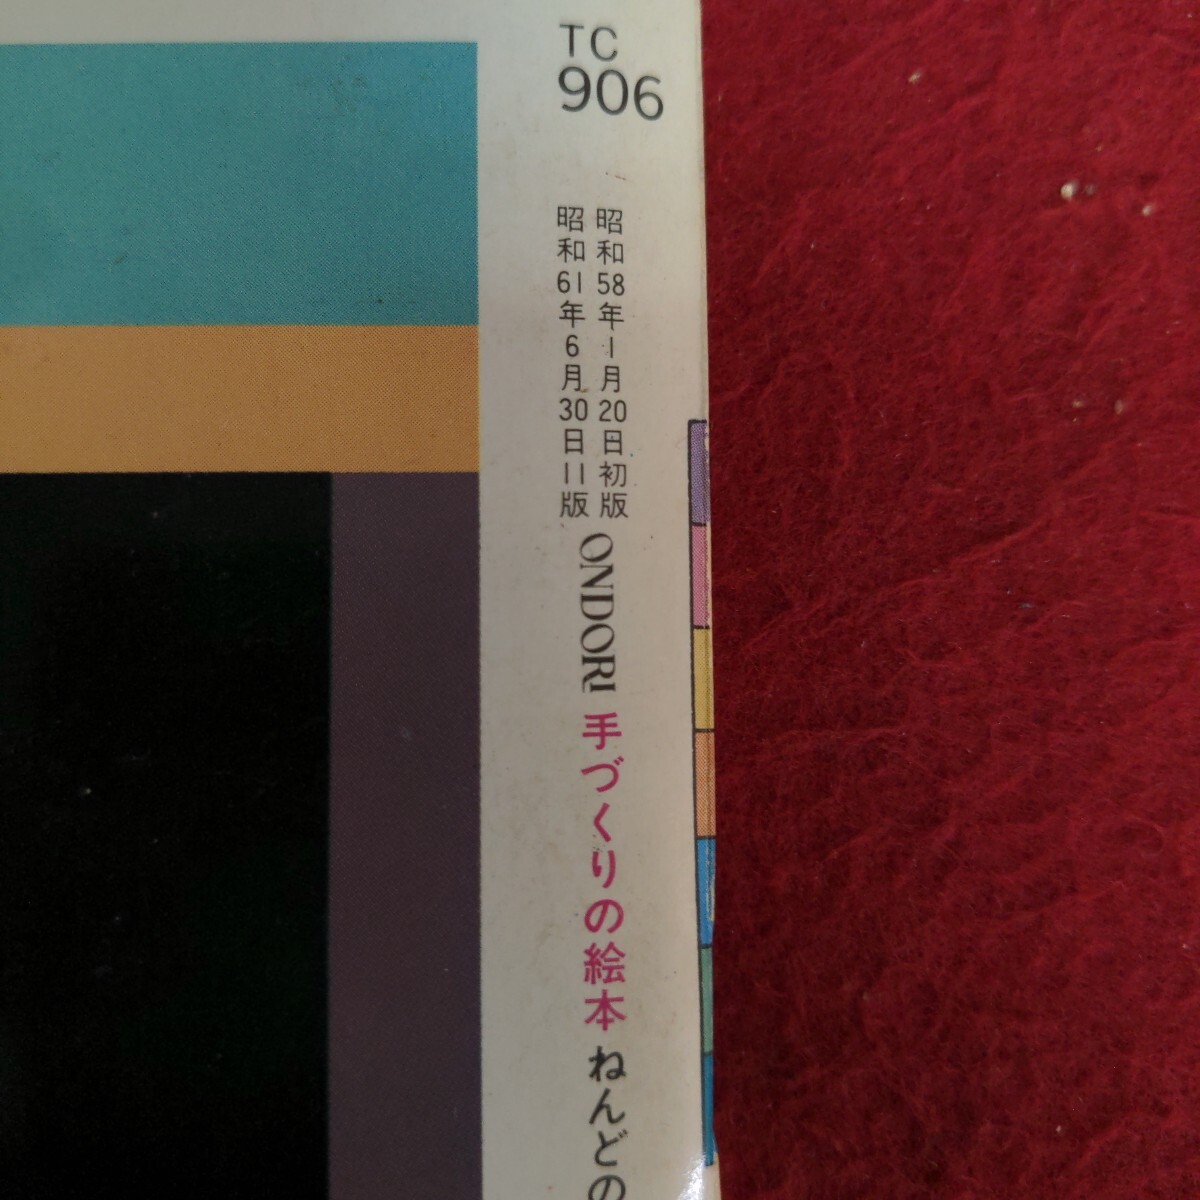 TC
906
昭和58年1月20日初版
昭和61年6月30日11版
ONDORI 手づくりの絵本 ねんどの